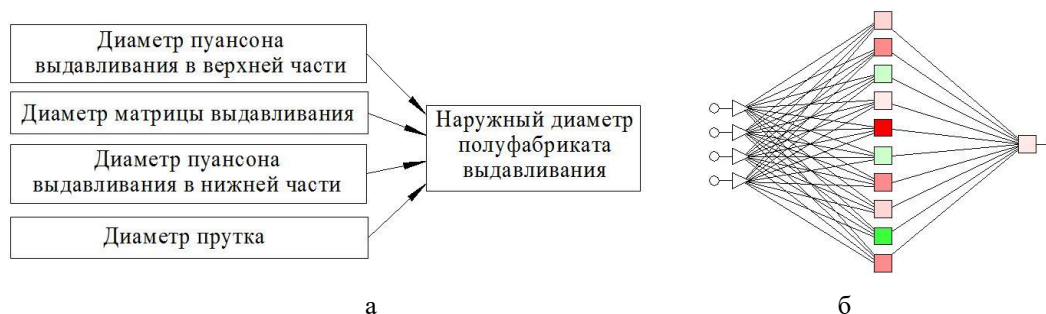 Диаметр пуансона
выдавливания в верхней части
Диаметр матрицы выдавливания
Диаметр пуансона
выдавливания в нижней части
Диаметр прутка
Наружный диаметр
полуфабриката
выдавливания
а
б